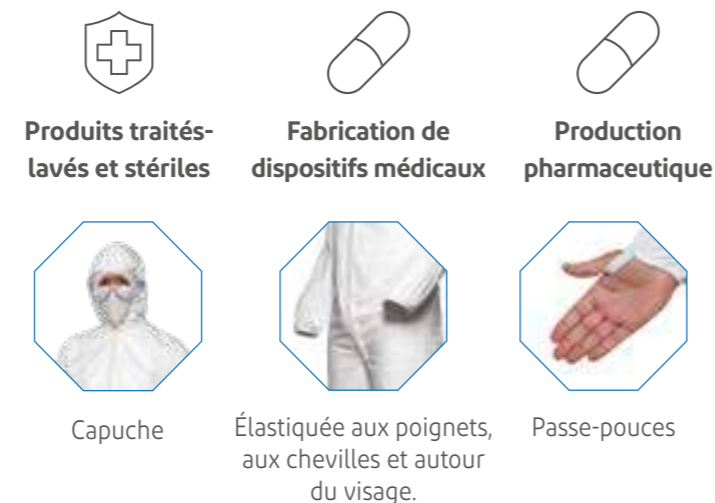 Produits traités-
lavés et stériles
Fabrication de
dispositifs médicaux
Production
pharmaceutique
Capuche
Élastiquée aux poignets,
aux chevilles et autour
du visage.
Passe-pouces